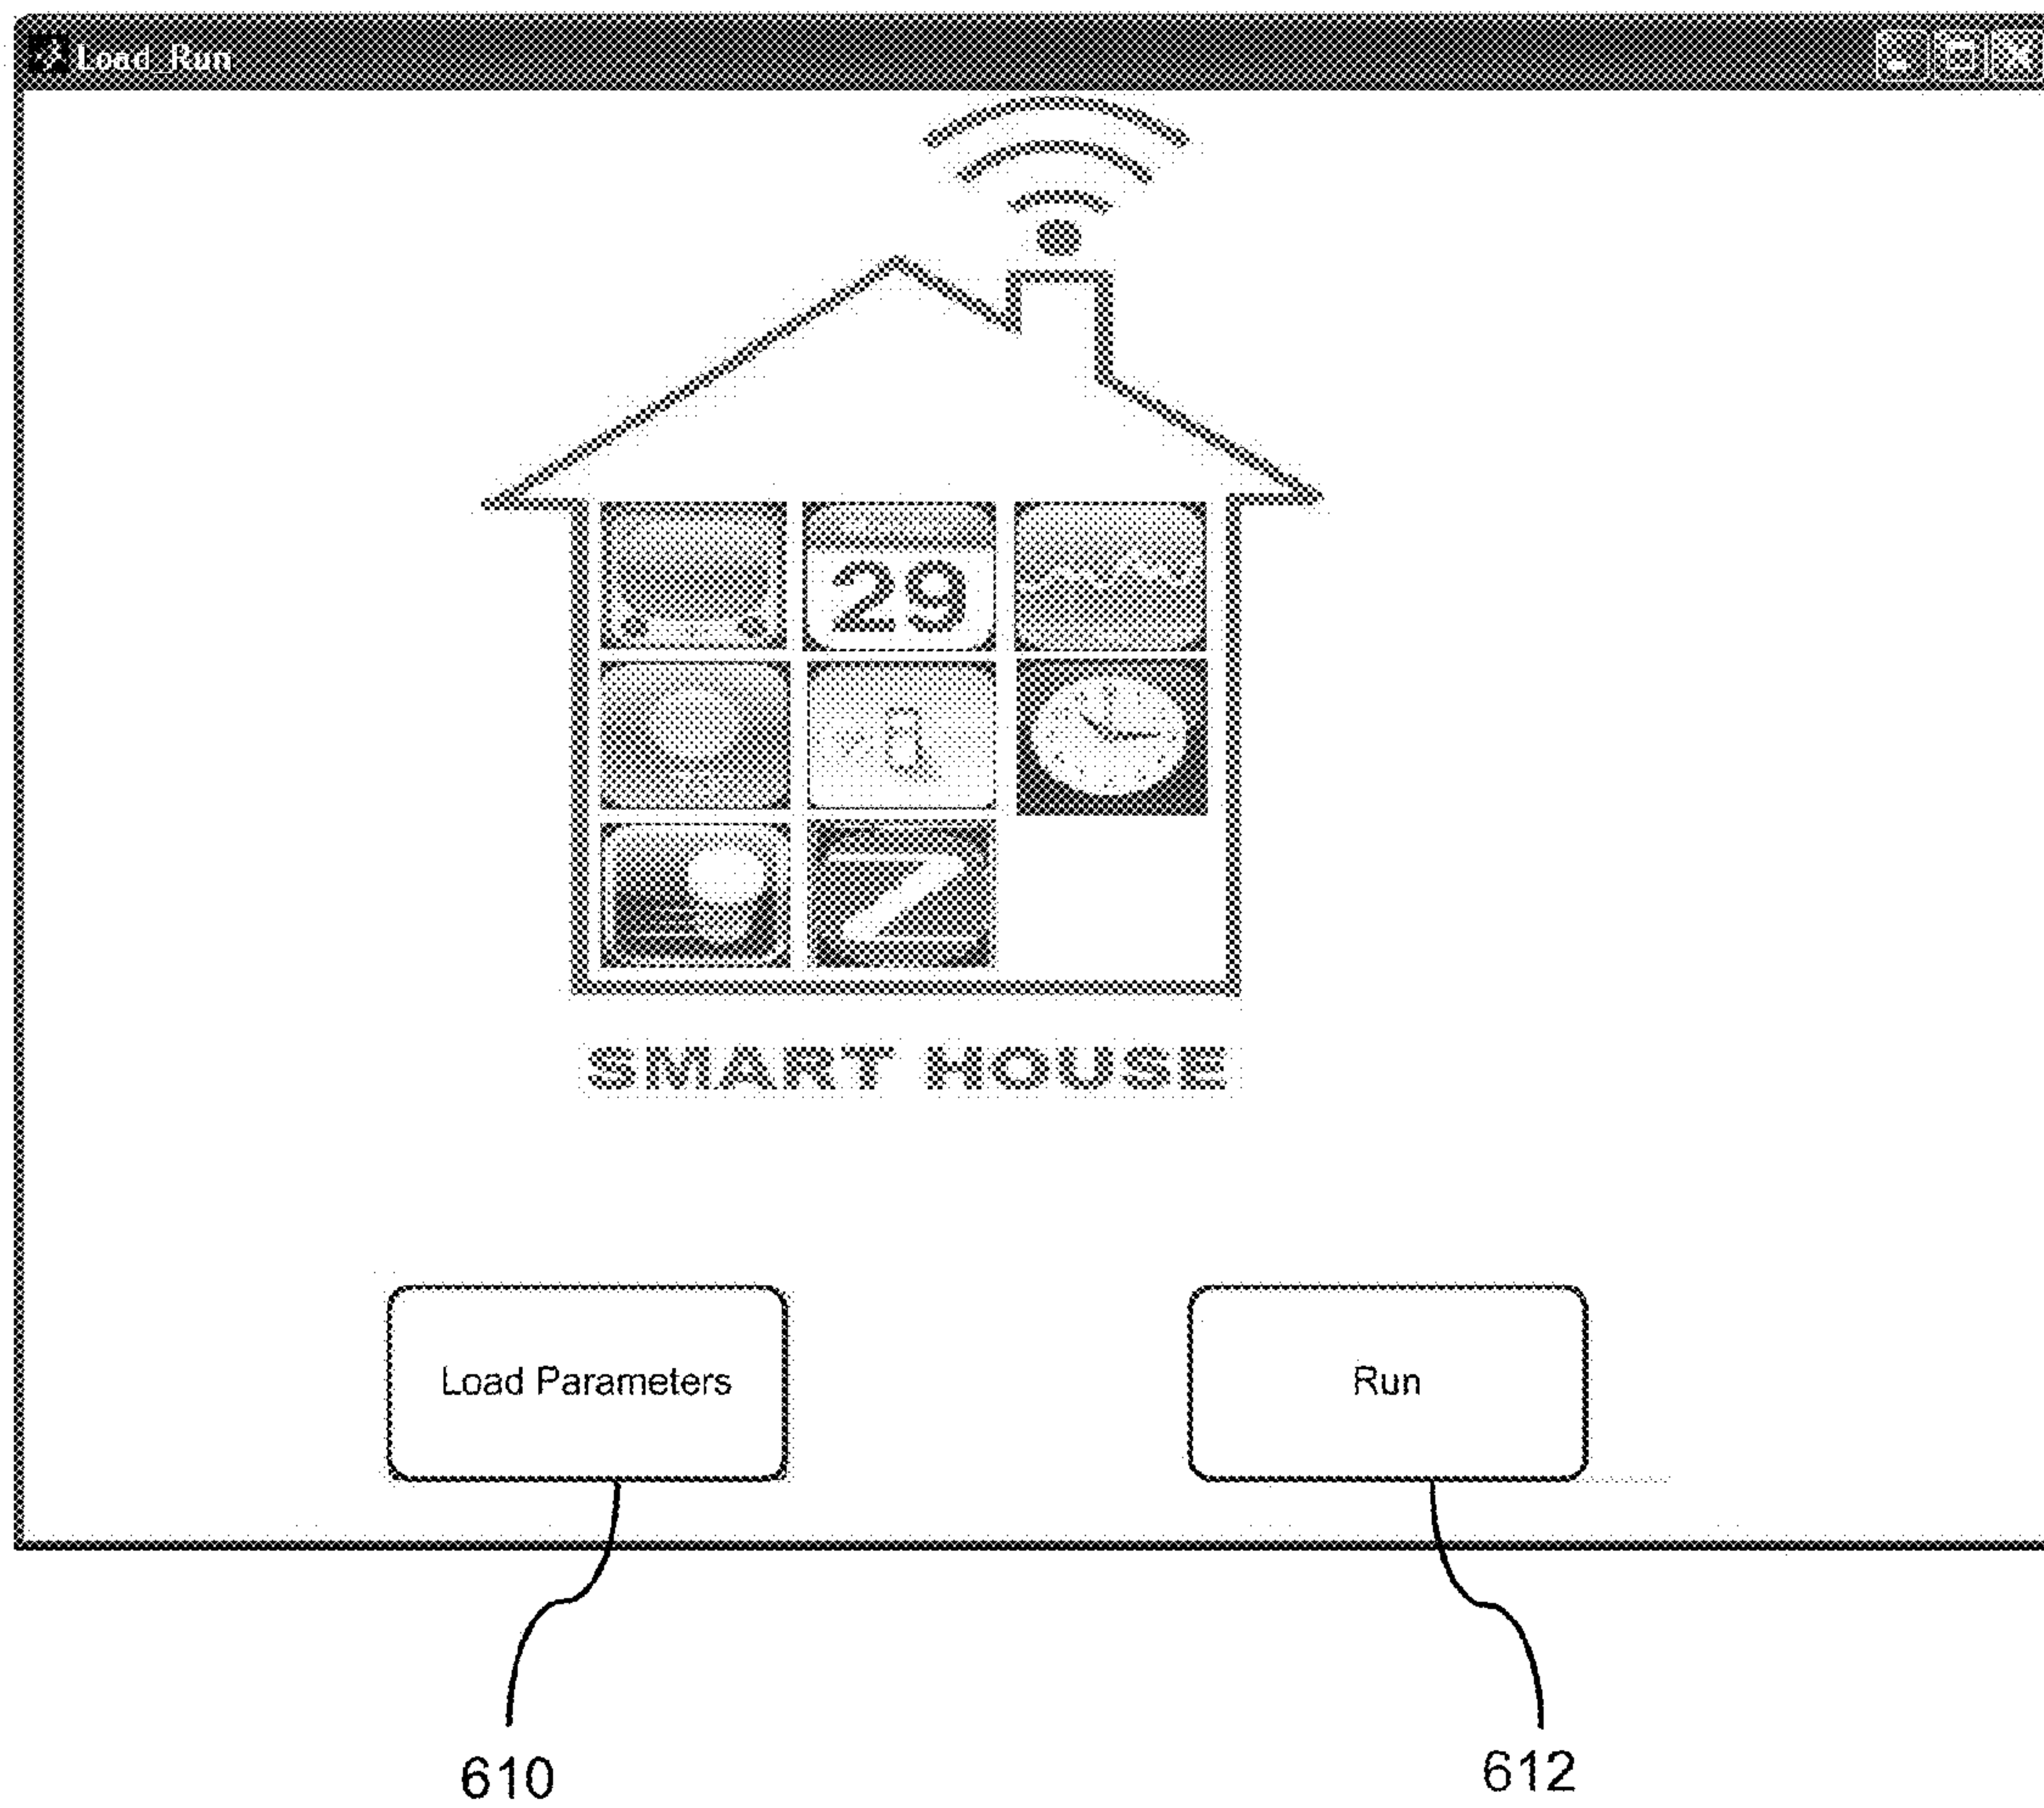 Load_Run
29
SMART HOUSE
Load Parameters
Run
610
612